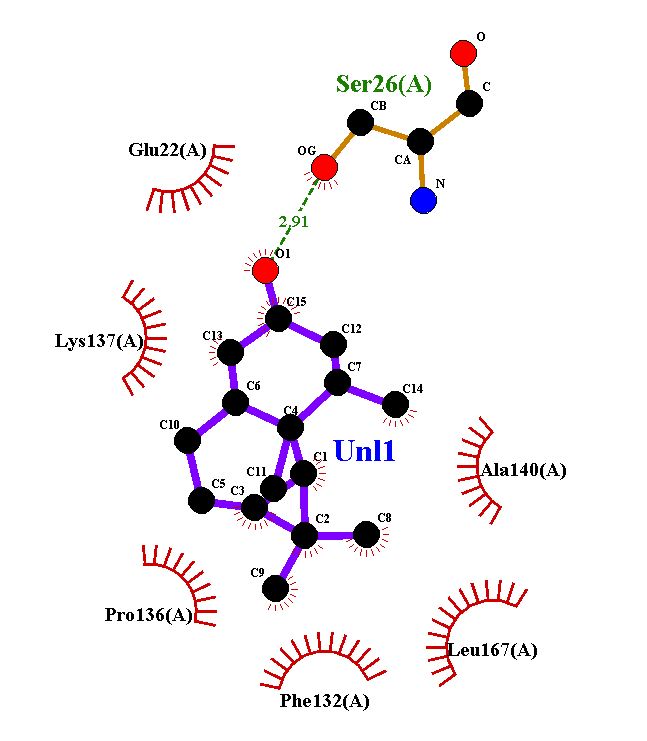 O
Ser26(A)
C
CB
Glu22(A)
OG
CA
N
2.91
O1
C15
Lys137(A)
C13
C12
C7
C6
C14
C4
C10
Unl1
C1
C11
Ala140(A)
C5
C3
C2
C8
C9
Pro136(A)
Leu167(A)
Phe132(A)